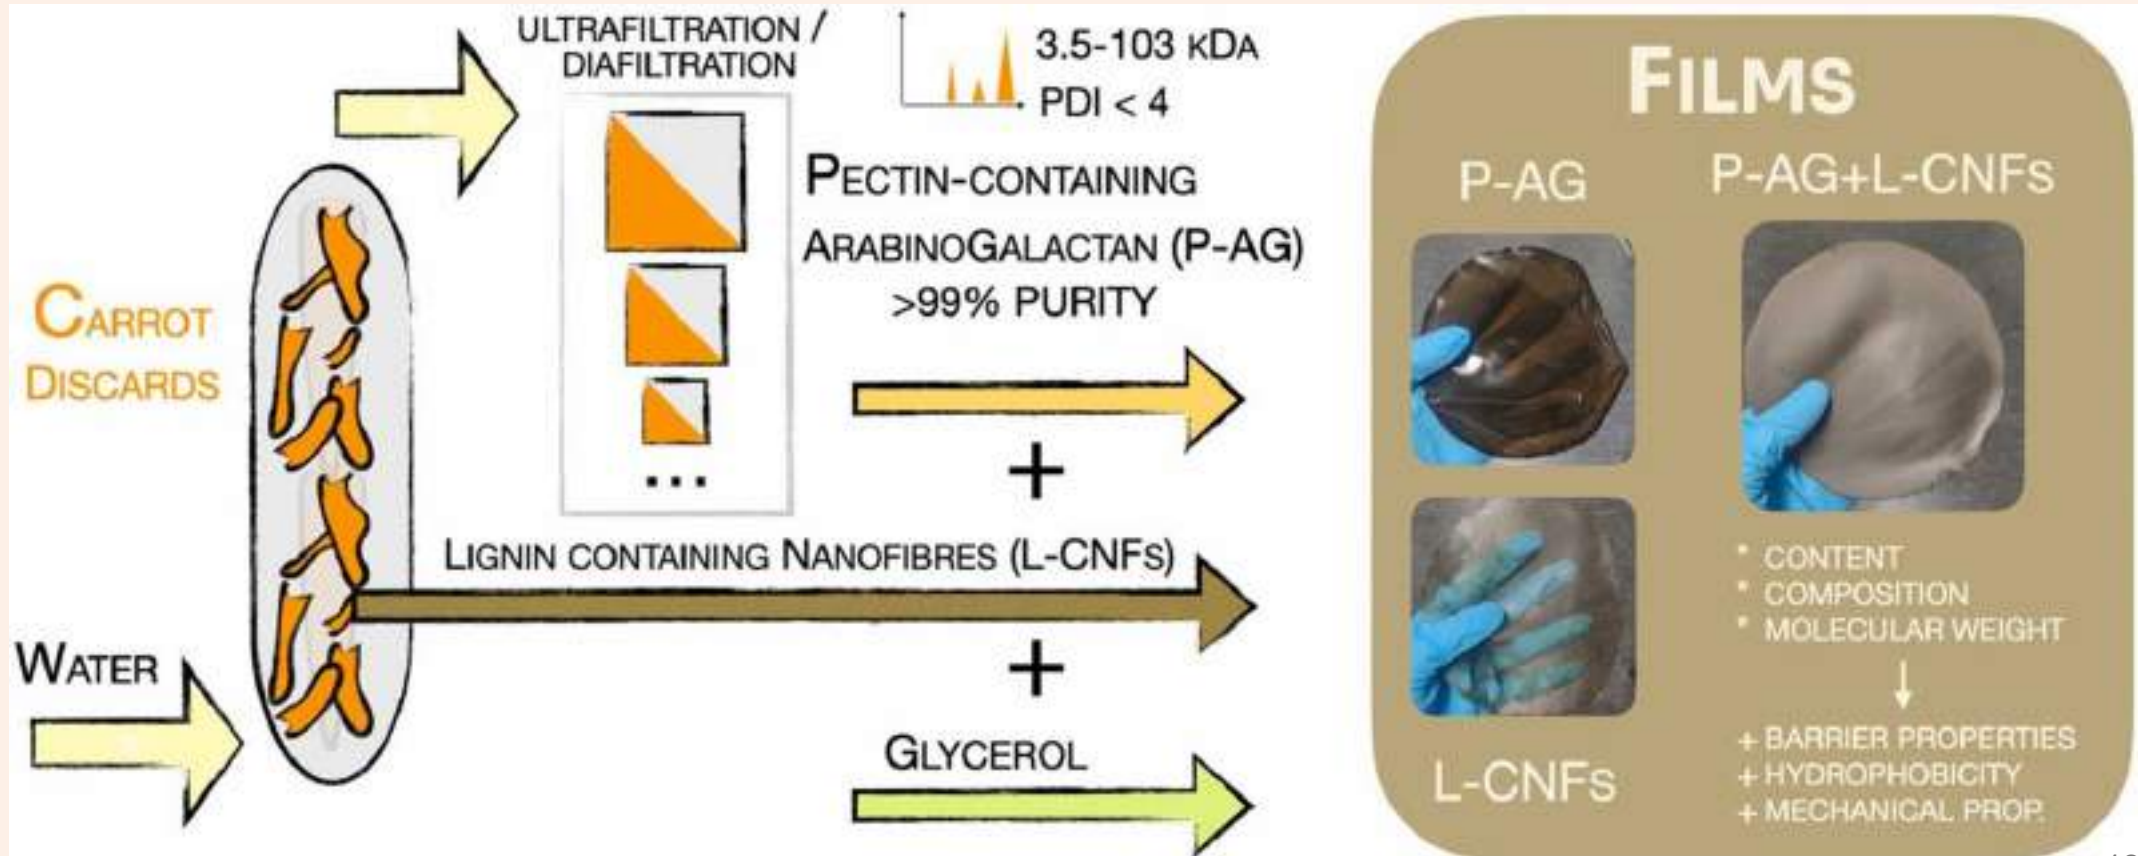 ULTRAFILTRATION /
DIAFILTRATION
3.5-103 KDA
PDI < 4
PECTIN-CONTAINING
ARABINOGALACTAN (P-AG)
>99% PURITY
CARROT
DISCARDS
+
LIGNIN CONTAINING NANOFIBRES (L-CNFS)
WATER
+
GLYCEROL
FILMS
P-AG
P-AG+L-CNFS
L-CNFS
* CONTENT
* COMPOSITION
* MOLECULAR WEIGHT
+ BARRIER PROPERTIES
+ HYDROPHOBICITY
+ MECHANICAL PROP.